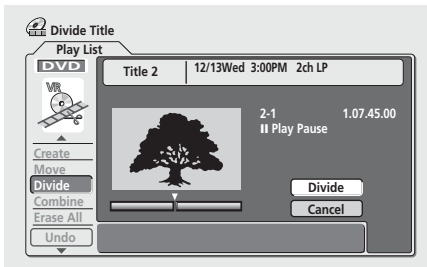 Divide Title
Play List
DVD
Title 2 12/13Wed 3:00PM 2ch LP
VR
2-1 1.07.45.00
Play Pause
Create
Move
Divide
Combine
Erase All
Undo
Divide
Cancel